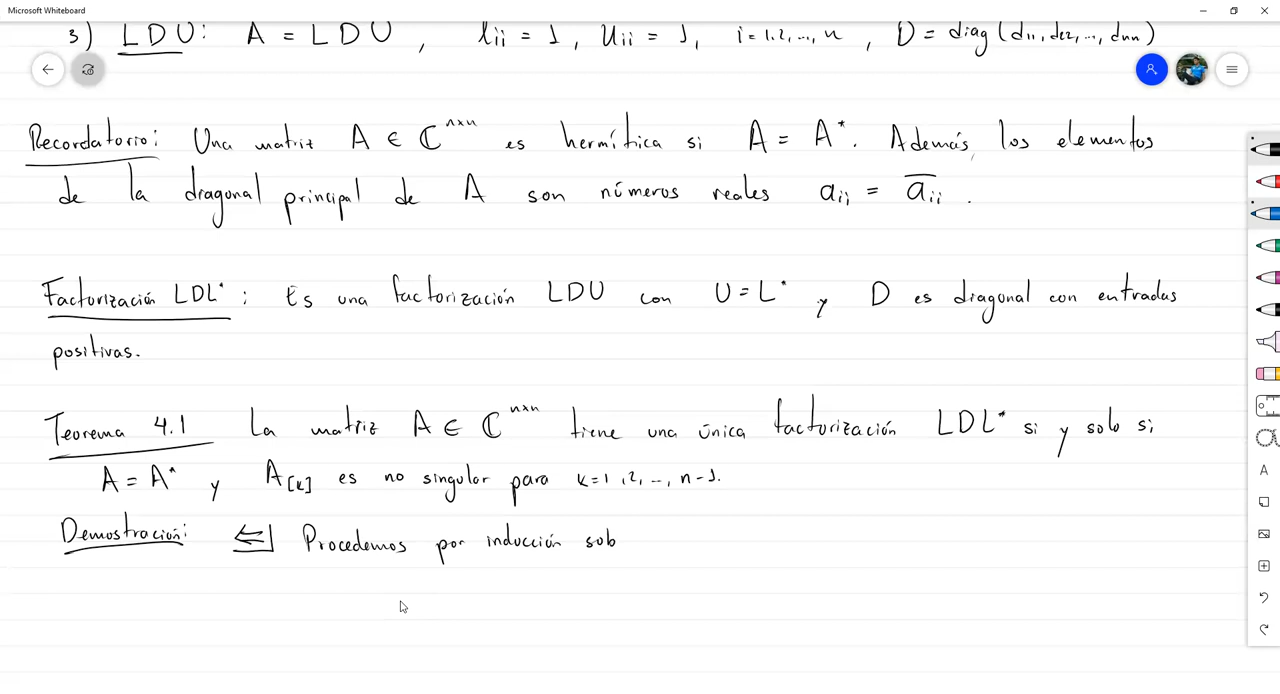 Microsoft Whiteboard
3) LDU: A = LDU, lii = 1, uii = 1, i = 1,2,...,n, D = diag(d11, d22, ..., dnn)
Recordatorio: Una matriz A ∈ ℂ^{n×n} es hermítica si A = A*. Además, los elementos
de la diagonal principal de A son números reales aii = \overline{aii}.
Factorización LDL*: Es una factorización LDU con U = L* y D es diagonal con entradas
positivas.
Teorema 4.1 La matriz A ∈ ℂ^{n×n} tiene una única factorización LDL* si y solo si
A = A* y A[k] es no singular para k=1,2,...,n-1.
Demostración: ⇐] Procedemos por inducción sob